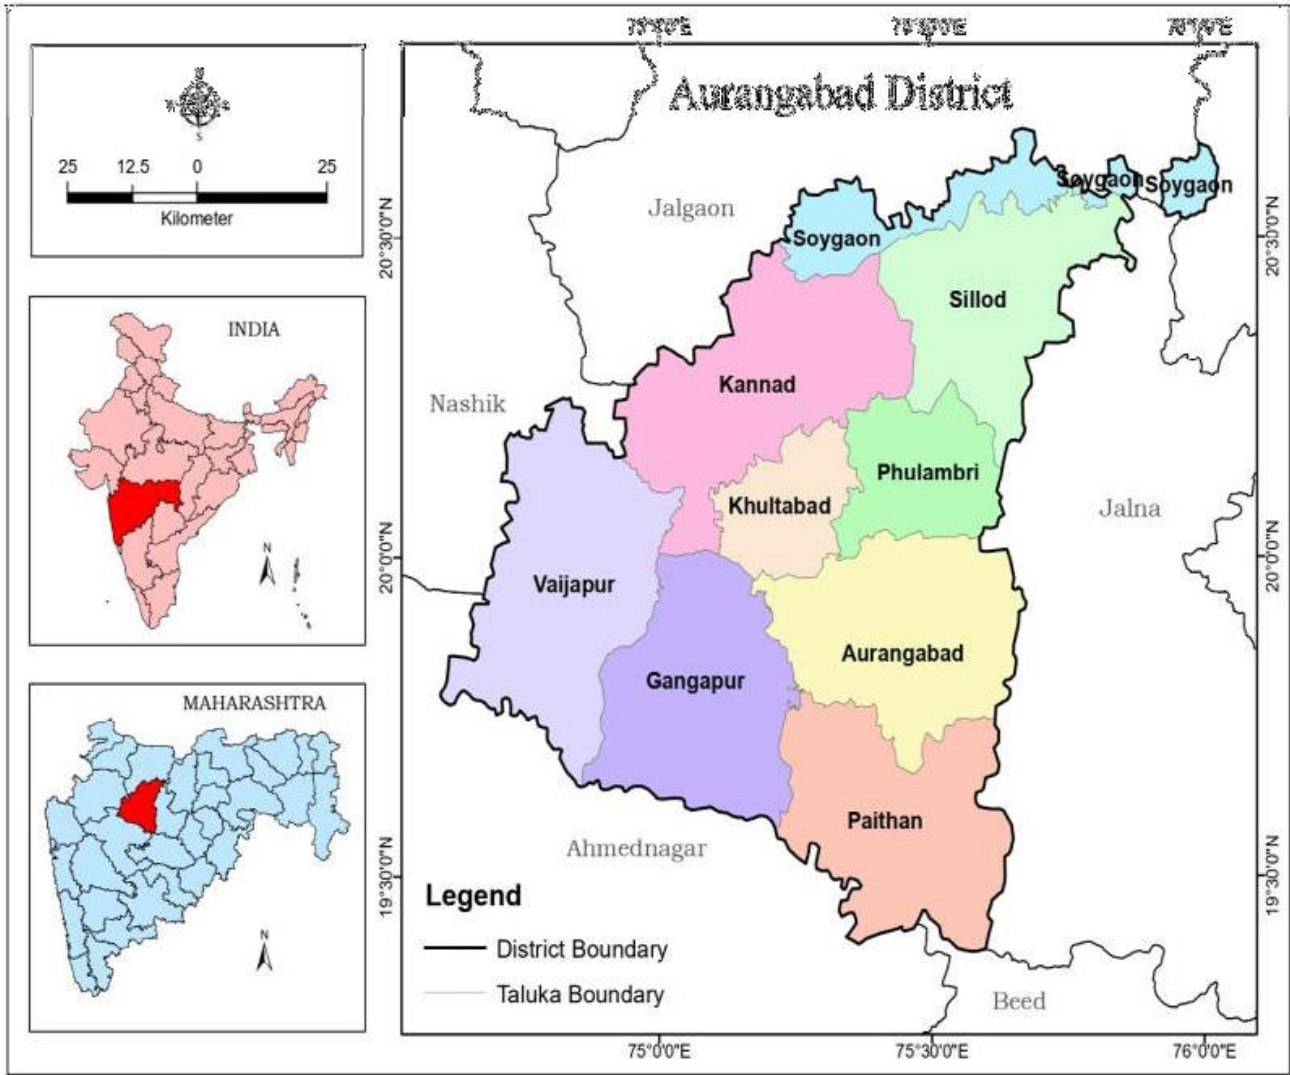 Aurangabad District
S
25 12.5 0 25
Kilometer
INDIA
N
MAHARASHTRA
N
20°30'0"N
20°0'0"N
19°30'0"N
Jalgaon
Soygaon
Soygaon
Soygaon
Sillod
Kannad
Nashik
Phulambri
Khultabad
Jalna
Vaijapur
Aurangabad
Gangapur
Paithan
Ahmednagar
Beed
Legend
District Boundary
Taluka Boundary
20°30'0"N
20°0'0"N
19°30'0"N
75°0'0"E 75°30'0"E 76°0'0"E